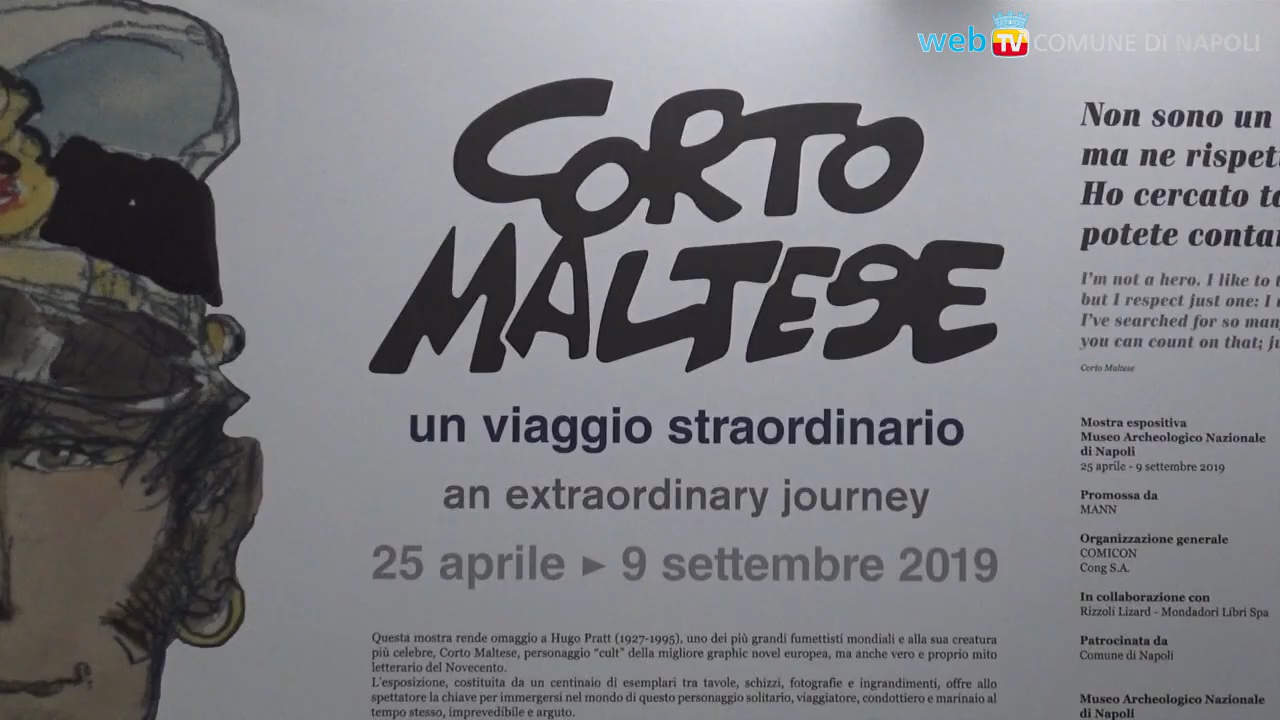 web TV COMUNE DI NAPOLI
CORTO
MALTESE
un viaggio straordinario
an extraordinary journey
25 aprile ▸ 9 settembre 2019
Questa mostra rende omaggio a Hugo Pratt (1927-1995), uno dei più grandi fumettisti mondiali e alla sua creatura
più celebre, Corto Maltese, personaggio “cult” della migliore graphic novel europea, ma anche vero e proprio mito
letterario del Novecento.
L'esposizione, costituita da un centinaio di esemplari tra tavole, schizzi, fotografie e ingrandimenti, offre allo
spettatore la chiave per immergersi nel mondo di questo personaggio solitario, viaggiatore, condottiero e marinaio al
tempo stesso, imprevedibile e arguto.
Non sono un
ma ne rispet
Ho cercato
potete
I'm not a hero. I like to
but I respect just one: I
I've searched for so man
you can count on that; ju
Corto Maltese
Mostra espositiva
Museo Archeologico Nazionale
di Napoli
25 aprile - 9 settembre 2019
Promossa da
MANN
Organizzazione generale
COMICON
Cong S.A.
In collaborazione con
Rizzoli Lizard - Mondadori Libri Spa
Patrocinata da
Comune di Napoli
Museo Archeologico Nazionale
di Napoli